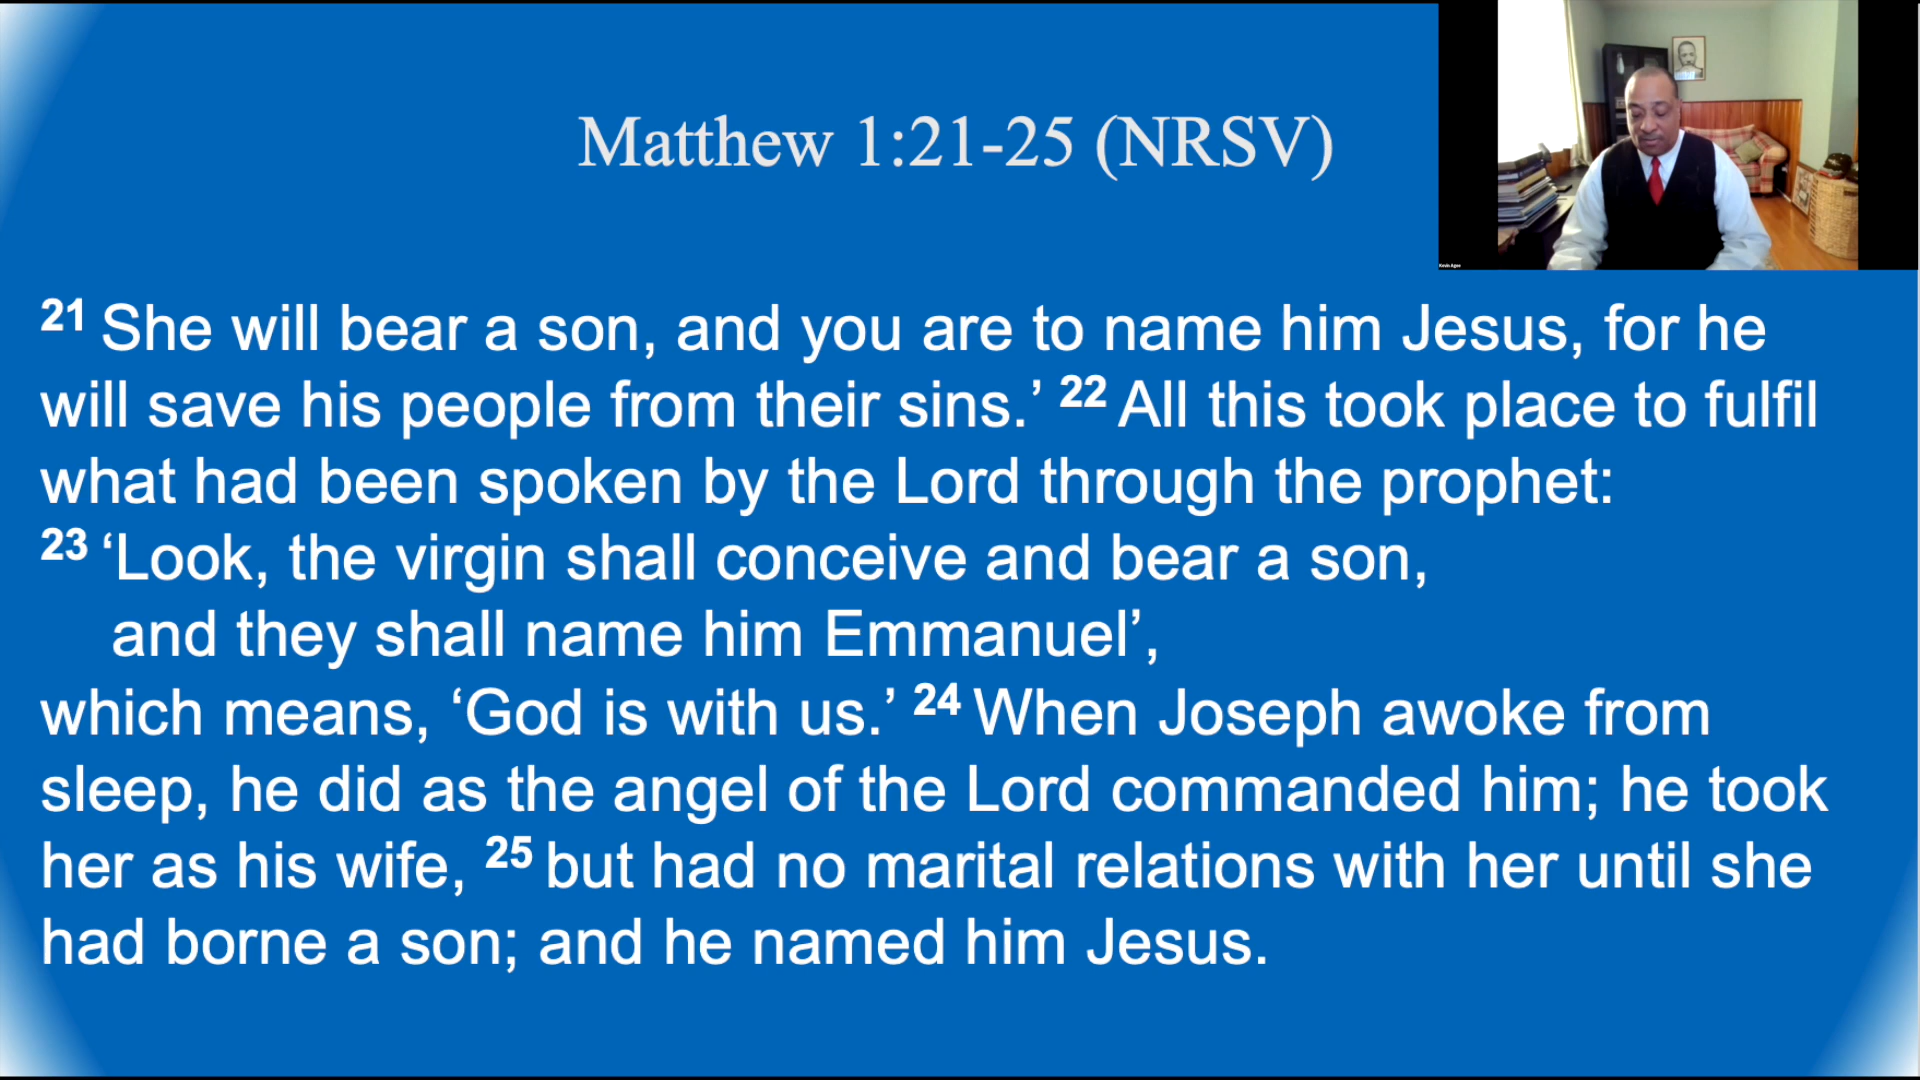 Matthew 1:21-25 (NRSV)
Kevin Agee
21 She will bear a son, and you are to name him Jesus, for he
will save his people from their sins.’ 22 All this took place to fulfil
what had been spoken by the Lord through the prophet:
23 ‘Look, the virgin shall conceive and bear a son,
and they shall name him Emmanuel’,
which means, ‘God is with us.’ 24 When Joseph awoke from
sleep, he did as the angel of the Lord commanded him; he took
her as his wife, 25 but had no marital relations with her until she
had borne a son; and he named him Jesus.